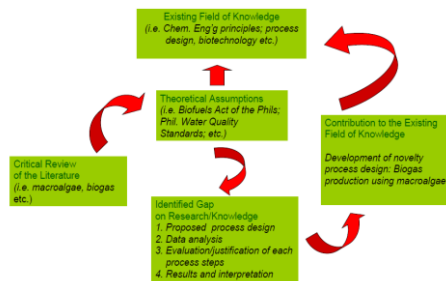 Existing Field of Knowledge
(i.e. Chem. Eng'g principles; process
design, biotechnology etc.)
Theoretical Assumptions
(i.e. Biofuels Act of the Phils;
Phil. Water Quality
Standards; etc.)
Critical Review
of the Literature
(i.e. macroalgae, biogas
etc.)
Identified Gap
on Research/Knowledge
1. Proposed process design
2. Data analysis
3. Evaluation/justification of each
process steps
4. Results and interpretation
Contribution to the Existing
Field of Knowledge
Development of novelty
process design: Biogas
production using macroalgae